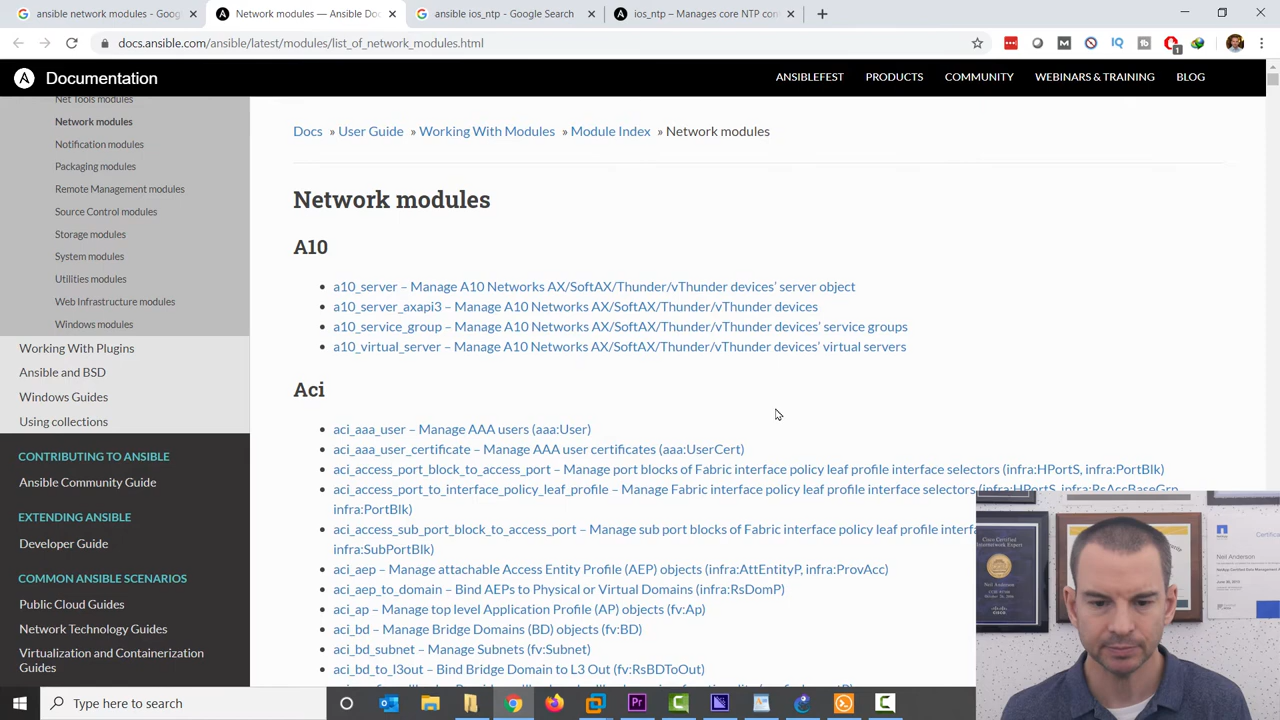 ansible network modules - Goog
Network modules — Ansible Do
ansible ios_ntp - Google Search
ios_ntp – Manages core NTP con
docs.ansible.com/ansible/latest/modules/list_of_network_modules.html
Documentation
ANSIBLEFEST
PRODUCTS
COMMUNITY
WEBINARS & TRAINING
BLOG
Net Tools modules
Network modules
Notification modules
Packaging modules
Remote Management modules
Source Control modules
Storage modules
System modules
Utilities modules
Web Infrastructure modules
Windows modules
Working With Plugins
Ansible and BSD
Windows Guides
Using collections
CONTRIBUTING TO ANSIBLE
Ansible Community Guide
EXTENDING ANSIBLE
Developer Guide
COMMON ANSIBLE SCENARIOS
Public Cloud Guides
Network Technology Guides
Virtualization and Containerization
Guides
Docs » User Guide » Working With Modules » Module Index » Network modules
Network modules
A10
a10_server – Manage A10 Networks AX/SoftAX/Thunder/vThunder devices’ server object
a10_server_axapi3 – Manage A10 Networks AX/SoftAX/Thunder/vThunder devices
a10_service_group – Manage A10 Networks AX/SoftAX/Thunder/vThunder devices’ service groups
a10_virtual_server – Manage A10 Networks AX/SoftAX/Thunder/vThunder devices’ virtual servers
Aci
aci_aaa_user – Manage AAA users (aaa:User)
aci_aaa_user_certificate – Manage AAA user certificates (aaa:UserCert)
aci_access_port_block_to_access_port – Manage port blocks of Fabric interface policy leaf profile interface selectors (infra:HPortS, infra:PortBlk)
aci_access_port_to_interface_policy_leaf_profile – Manage Fabric interface policy leaf profile interface selectors (infra:HPortS, infra:RsAccBaseGrp,
infra:PortBlk)
aci_access_sub_port_block_to_access_port – Manage sub port blocks of Fabric interface policy leaf profile interfa
infra:SubPortBlk)
aci_aep – Manage attachable Access Entity Profile (AEP) objects (infra:AttEntityP, infra:ProvAcc)
aci_aep_to_domain – Bind AEPs to Physical or Virtual Domains (infra:RsDomP)
aci_ap – Manage top level Application Profile (AP) objects (fv:Ap)
aci_bd – Manage Bridge Domains (BD) objects (fv:BD)
aci_bd_subnet – Manage Subnets (fv:Subnet)
aci_bd_to_l3out – Bind Bridge Domain to L3 Out (fv:RsBDToOut)
Cisco Certified
Internetwork Expert
Neil Anderson
Type here to search